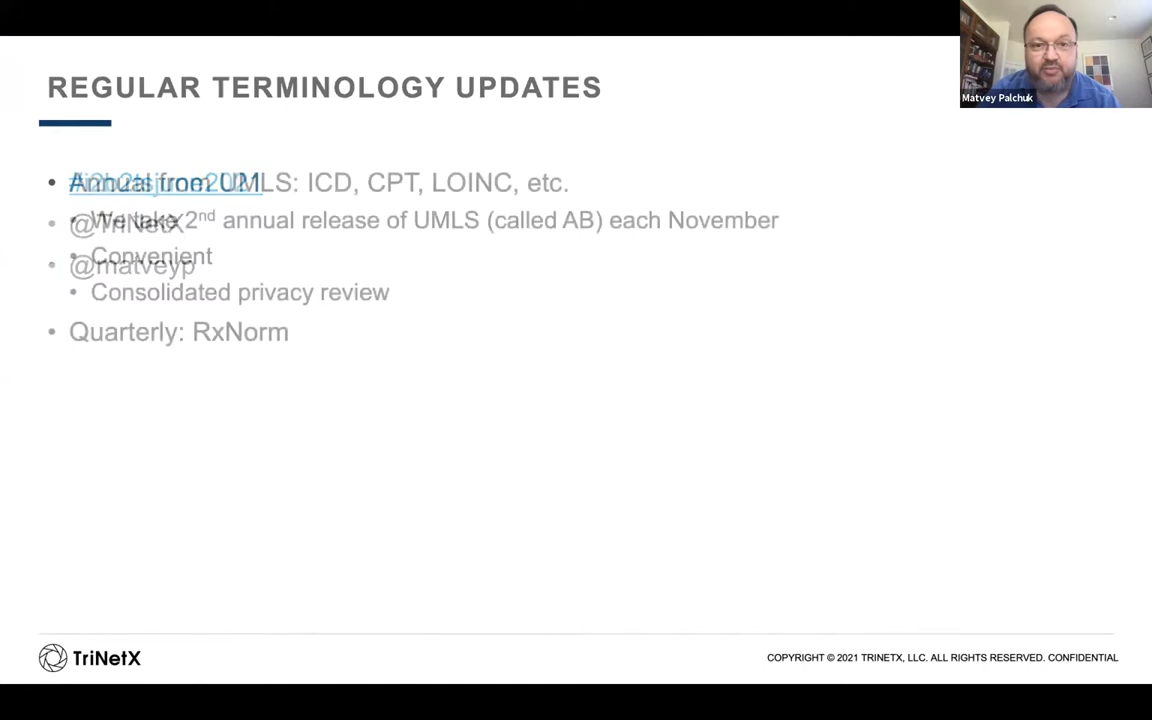 Matvey Palchuk
REGULAR TERMINOLOGY UPDATES
• Annual from UMLS: ICD, CPT, LOINC, etc.
• We take 2nd annual release of UMLS (called AB) each November
• @TriNetX
• Convenient
• @matveyp
• Consolidated privacy review
• Quarterly: RxNorm
TriNetX
COPYRIGHT © 2021 TRINETX, LLC. ALL RIGHTS RESERVED. CONFIDENTIAL